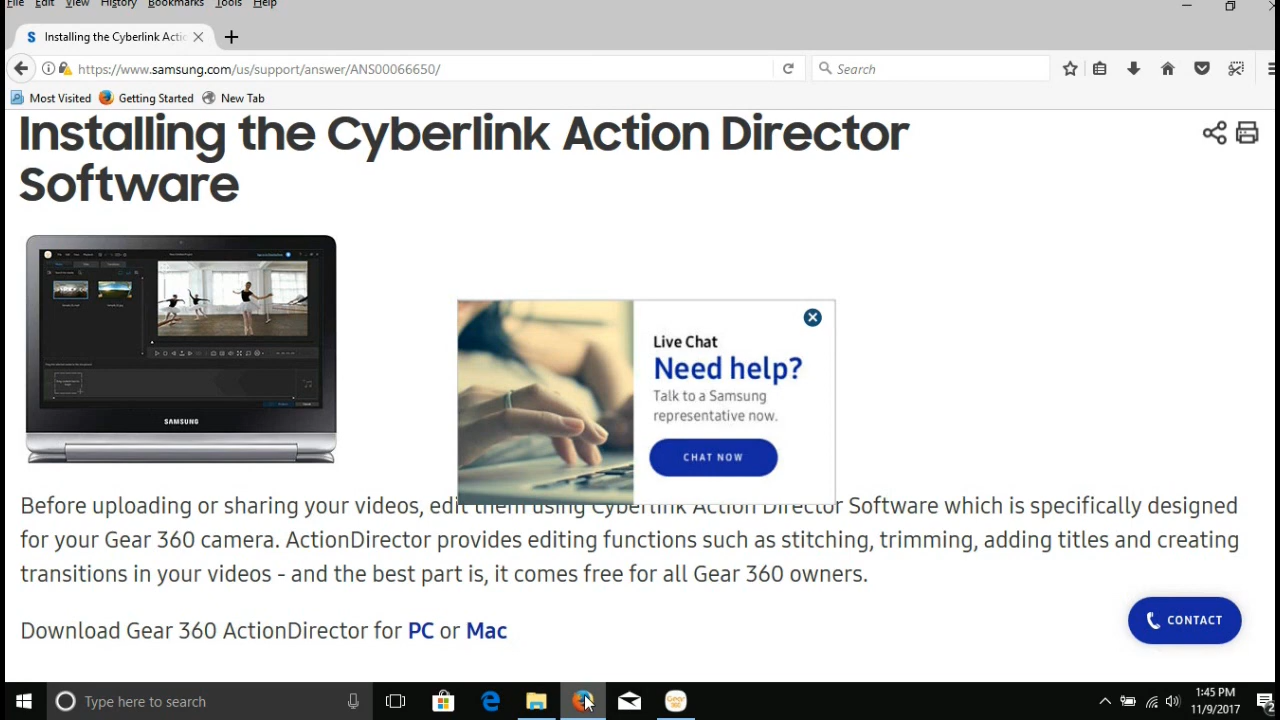 File Edit View History Bookmarks Tools Help
S Installing the Cyberlink Actic
https://www.samsung.com/us/support/answer/ANS00066650/
Search
Most Visited Getting Started New Tab
Installing the Cyberlink Action Director
Software
SAMSUNG
Live Chat
Need help?
Talk to a Samsung
representative now.
CHAT NOW
Before uploading or sharing your videos, edit them using Cyberlink Action Director Software which is specifically designed
for your Gear 360 camera. ActionDirector provides editing functions such as stitching, trimming, adding titles and creating
transitions in your videos - and the best part is, it comes free for all Gear 360 owners.
Download Gear 360 ActionDirector for PC or Mac
CONTACT
Type here to search
Gear
360
1:45 PM
11/9/2017
2